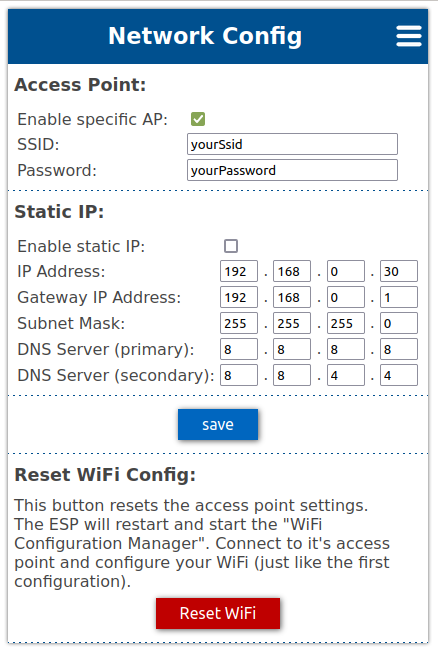 Network Config
Access Point:
Enable specific AP:
SSID: yourSsid
Password: yourPassword
Static IP:
Enable static IP:
IP Address: 192 . 168 . 0 . 30
Gateway IP Address: 192 . 168 . 0 . 1
Subnet Mask: 255 . 255 . 255 . 0
DNS Server (primary): 8 . 8 . 8 . 8
DNS Server (secondary): 8 . 8 . 4 . 4
save
Reset WiFi Config:
This button resets the access point settings.
The ESP will restart and start the "WiFi
Configuration Manager". Connect to it's access
point and configure your WiFi (just like the first
configuration).
Reset WiFi